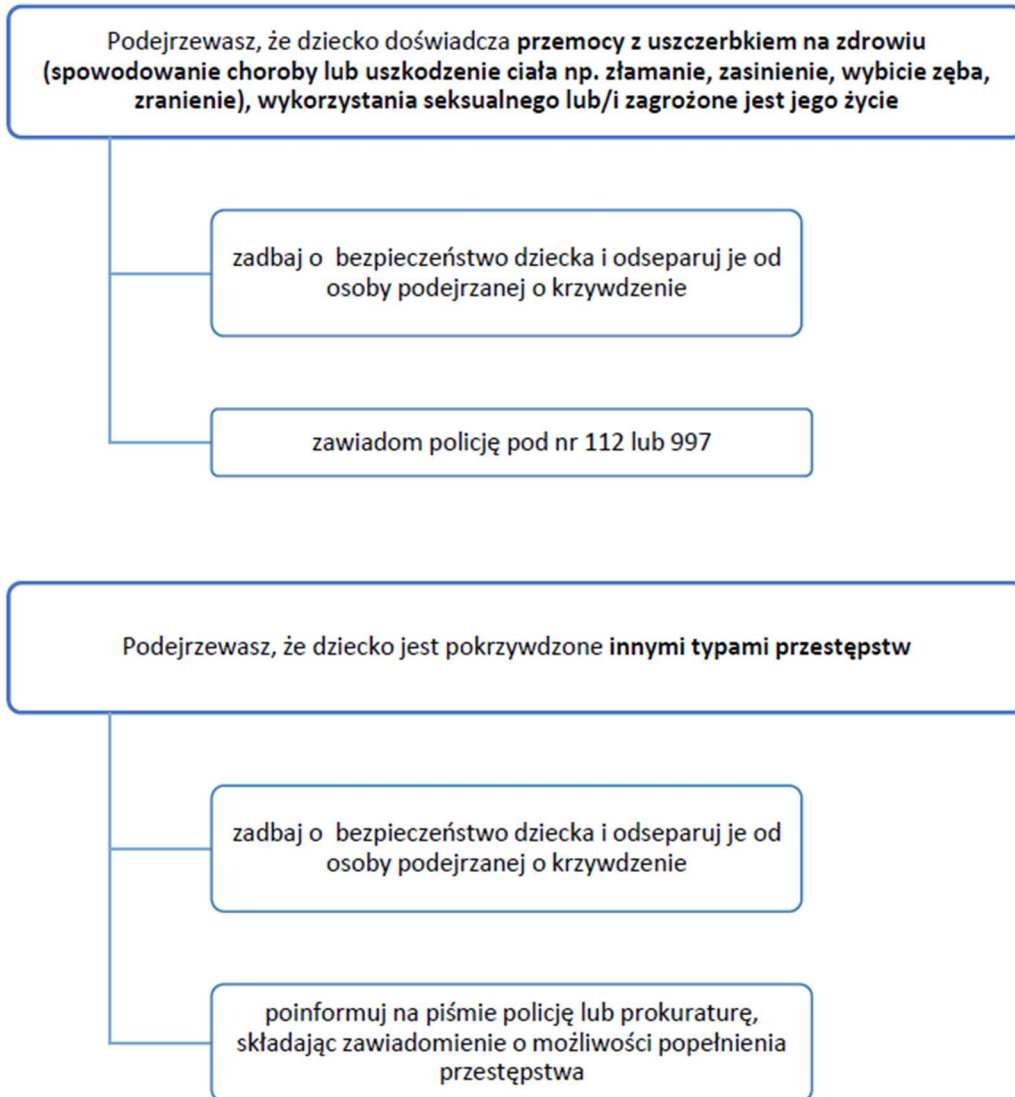 Podejrzewasz, że dziecko doświadcza przemocy z uszczerbkiem na zdrowiu
(spowodowanie choroby lub uszkodzenie ciała np. złamanie, zasinienie, wybicie zęba,
zranienie), wykorzystania seksualnego lub/i zagrożone jest jego życie
zadbaj o  bezpieczeństwo dziecka i odseparuj je od
osoby podejrzanej o krzywdzenie
zawiadom policję pod nr 112 lub 997
Podejrzewasz, że dziecko jest pokrzywdzone innymi typami przestępstw
zadbaj o  bezpieczeństwo dziecka i odseparuj je od
osoby podejrzanej o krzywdzenie
poinformuj na piśmie policję lub prokuraturę,
składając zawiadomienie o możliwości popełnienia
przestępstwa